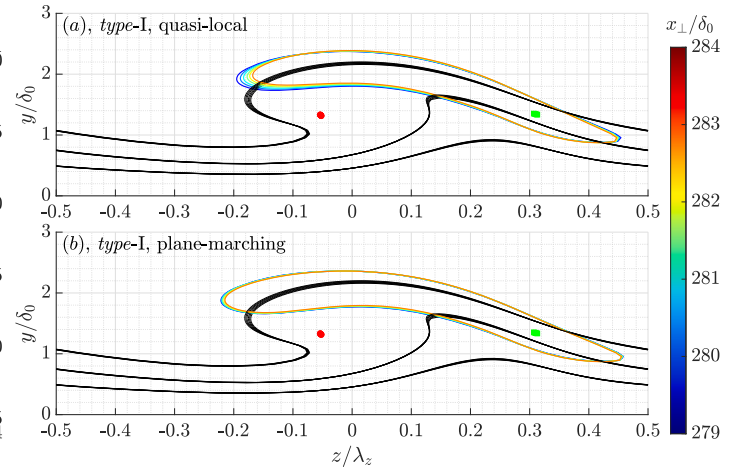 (a), type-I, quasi-local
x⊥/δ0
3
2
1
0
y/δ0
-0.5 -0.4 -0.3 -0.2 -0.1 0 0.1 0.2 0.3 0.4 0.5
(b), type-I, plane-marching
3
2
1
0
y/δ0
-0.5 -0.4 -0.3 -0.2 -0.1 0 0.1 0.2 0.3 0.4 0.5
z/λz
284
283
282
281
280
279